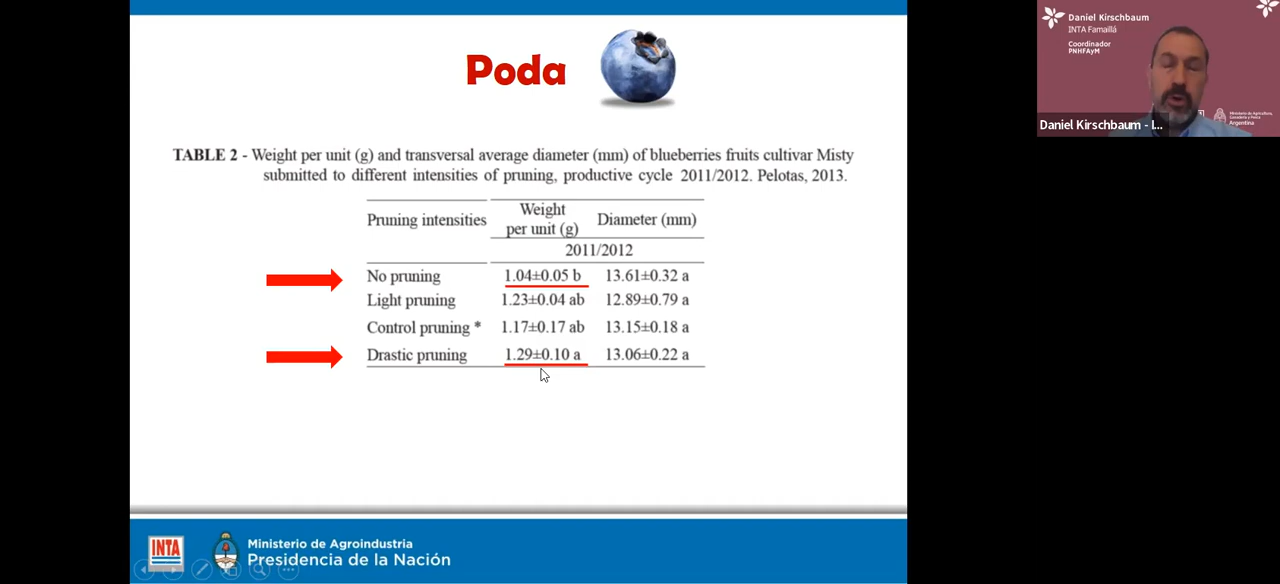 Poda
TABLE 2 - Weight per unit (g) and transversal average diameter (mm) of blueberries fruits cultivar Misty
submitted to different intensities of pruning, productive cycle 2011/2012. Pelotas, 2013.
Pruning intensities
Weight
per unit (g)
Diameter (mm)
2011/2012
No pruning 1.04±0.05 b 13.61±0.32 a
Light pruning 1.23±0.04 ab 12.89±0.79 a
Control pruning * 1.17±0.17 ab 13.15±0.18 a
Drastic pruning 1.29±0.10 a 13.06±0.22 a
INTA
Ministerio de Agroindustria
Presidencia de la Nación
Daniel Kirschbaum
INTA Famaillá
Coordinador
PNHFAyM
Argentina
Daniel Kirschbaum - I...